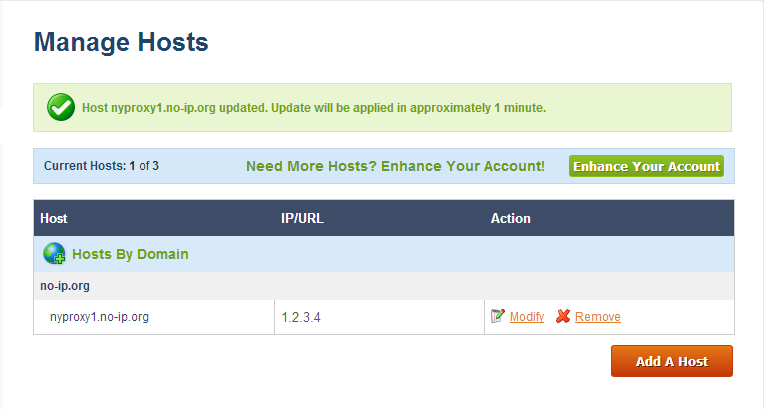 Manage Hosts
Host nyproxy1.no-ip.org updated. Update will be applied in approximately 1 minute.
Current Hosts: 1 of 3 Need More Hosts? Enhance Your Account! Enhance Your Account
Host IP/URL Action
Hosts By Domain
no-ip.org
nyproxy1.no-ip.org 1.2.3.4 Modify Remove
Add A Host